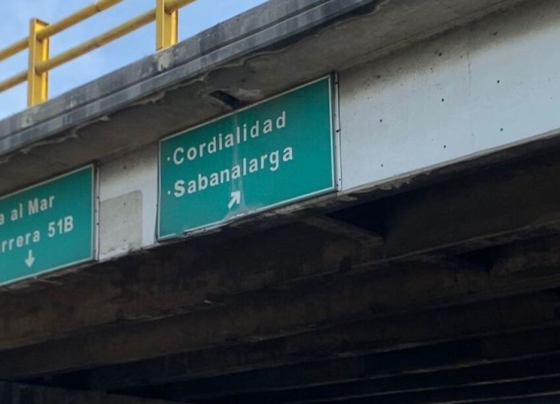 a al Mar
rrera 51B
·Cordialidad
·Sabanalarga